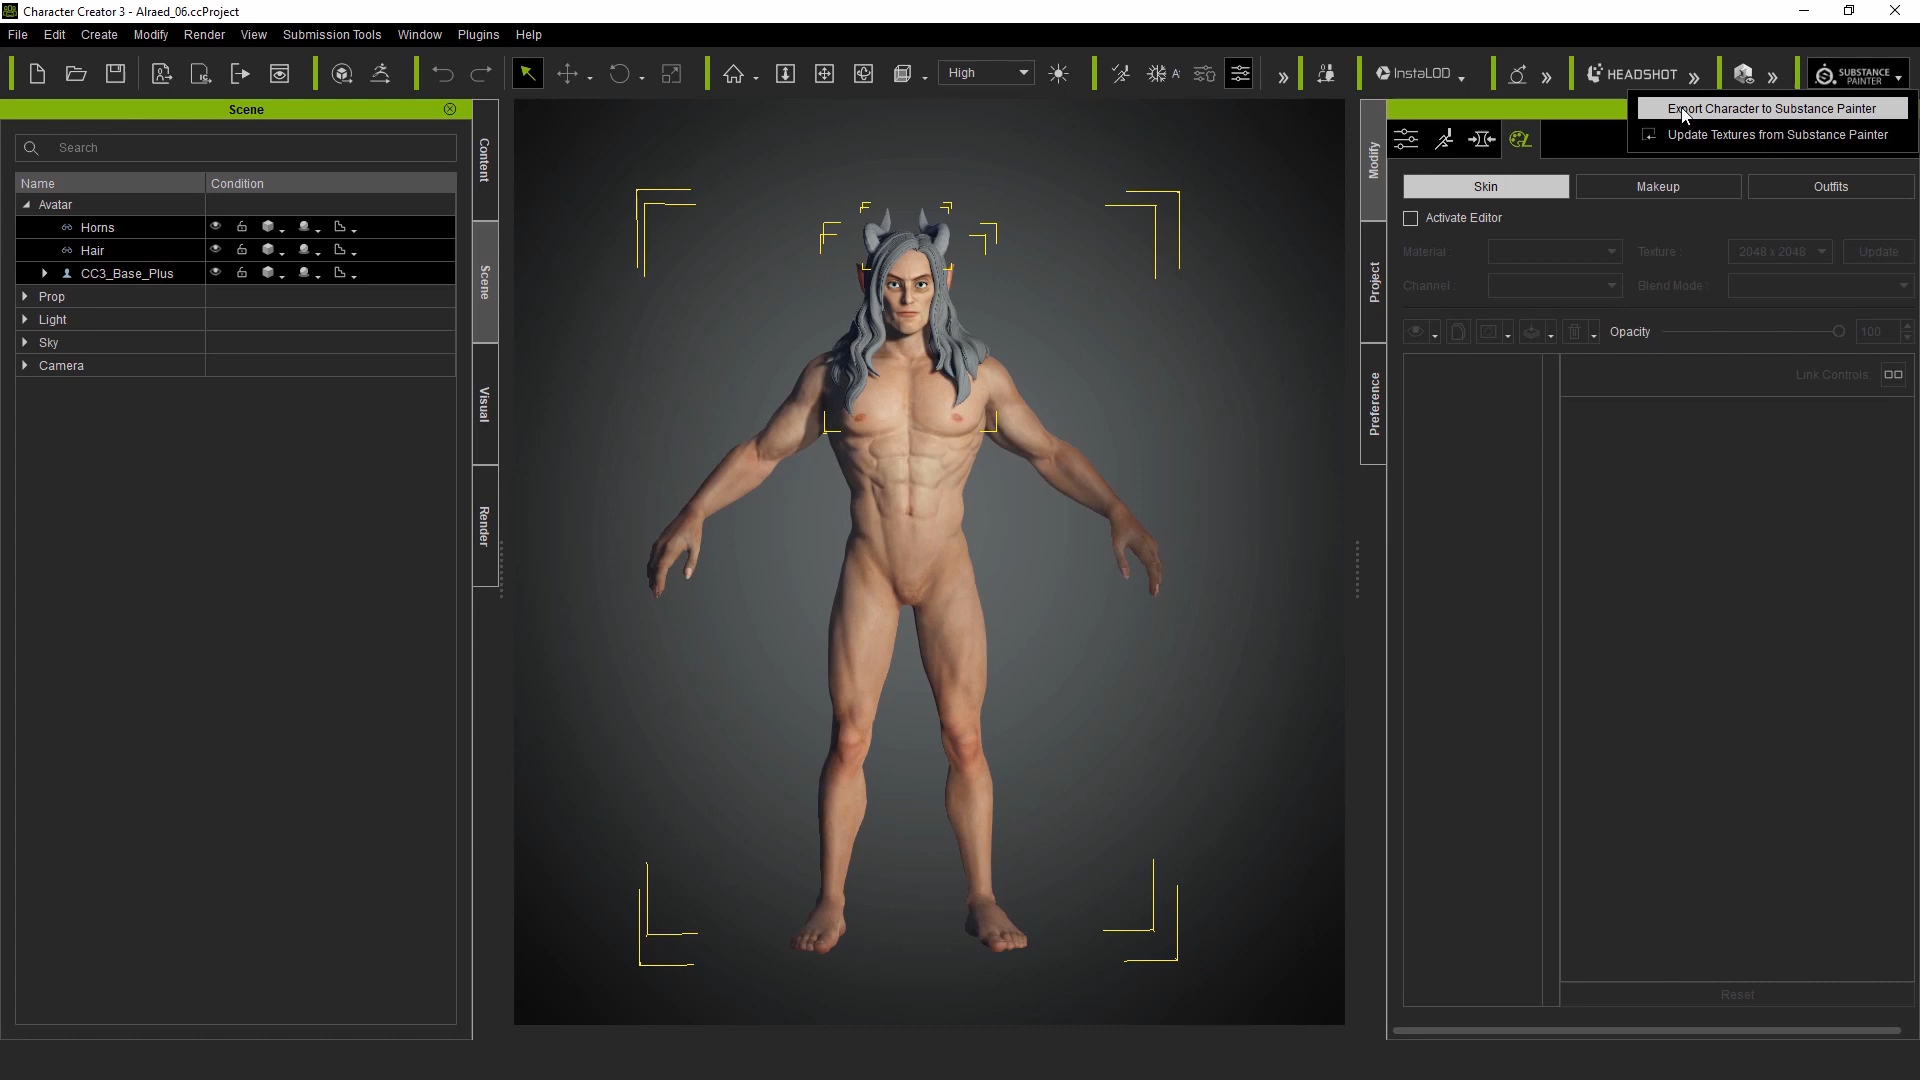 Character Creator 3 - Alraed_06.ccProject
File Edit Create Modify Render View Submission Tools Window Plugins Help
High
InstaLOD
HEADSHOT
SUBSTANCE PAINTER
Scene
Search
Name Condition
Avatar
Horns
Hair
CC3_Base_Plus
Prop
Light
Sky
Camera
Content
Scene
Visual
Render
Modify
Project
Preference
Export Character to Substance Painter
Update Textures from Substance Painter
Skin Makeup Outfits
Activate Editor
Material : Texture : 2048 x 2048 Update
Channel : Blend Mode :
Opacity 100
Link Controls:
Reset